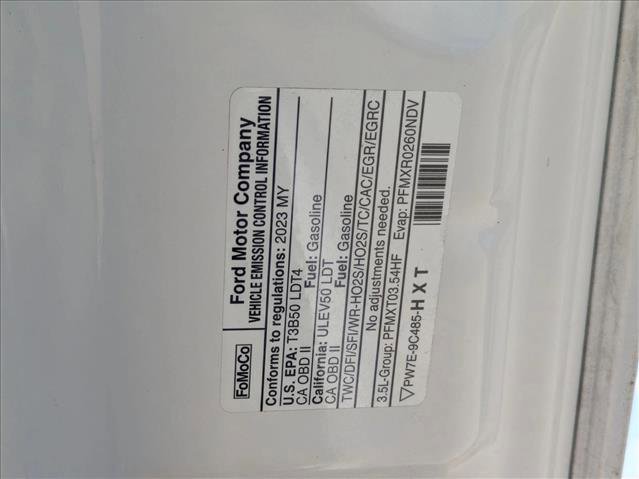 FoMoCo
Ford Motor Company
VEHICLE EMISSION CONTROL INFORMATION
Conforms to regulations: 2023 MY
U.S. EPA: T3B50 LDT4
CA OBD II Fuel: Gasoline
California: ULEV50 LDT
CA OBD II Fuel: Gasoline
TWC/DFI/SFI/WR-HO2S/HO2S/TC/CAC/EGR/EGRC
No adjustments needed.
3.5L-Group: PFMXT03.54HF Evap: PFMXR0260NDV
▽PW7E-9C485-HXT